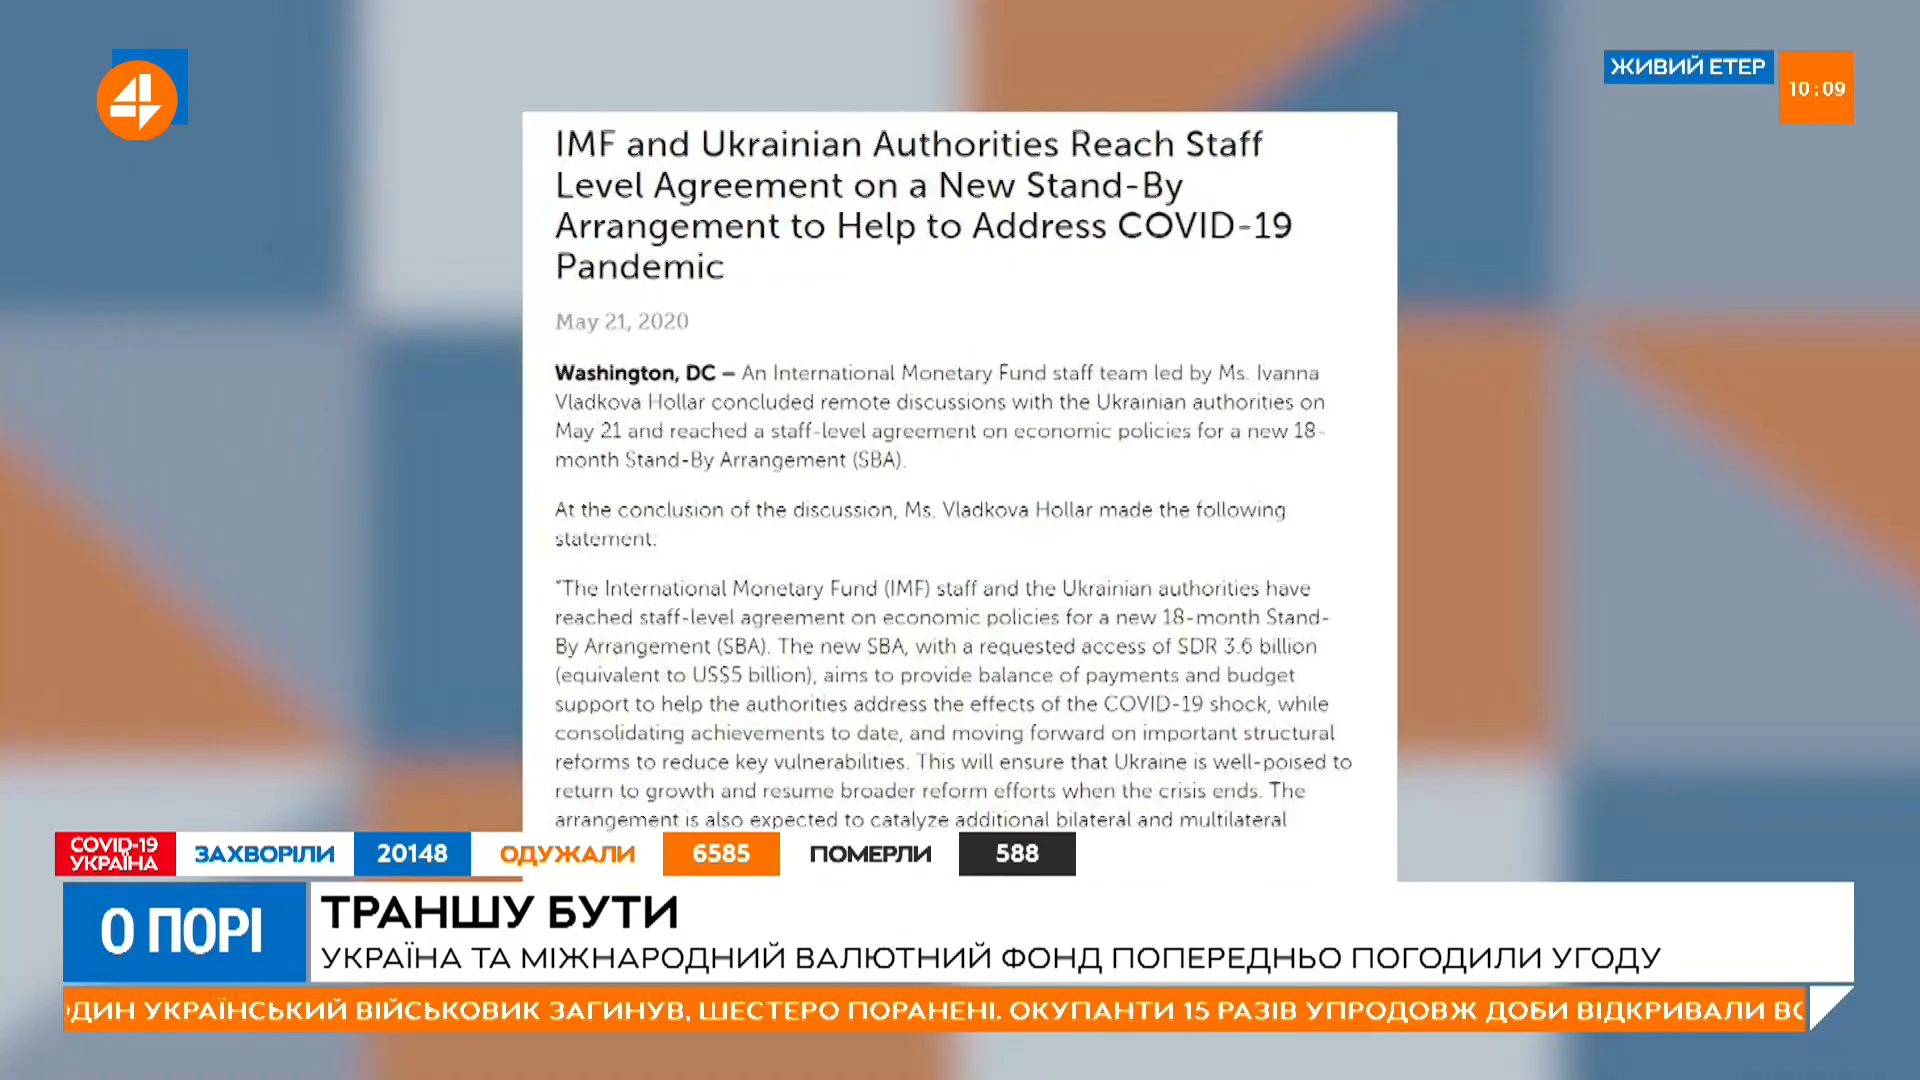 4
ЖИВИЙ ЕТЕР
10:09
IMF and Ukrainian Authorities Reach Staff
Level Agreement on a New Stand-By
Arrangement to Help to Address COVID-19
Pandemic
May 21, 2020
Washington, DC – An International Monetary Fund staff team led by Ms. Ivanna
Vladkova Hollar concluded remote discussions with the Ukrainian authorities on
May 21 and reached a staff-level agreement on economic policies for a new 18-
month Stand-By Arrangement (SBA).
At the conclusion of the discussion, Ms. Vladkova Hollar made the following
statement:
“The International Monetary Fund (IMF) staff and the Ukrainian authorities have
reached staff-level agreement on economic policies for a new 18-month Stand-
By Arrangement (SBA). The new SBA, with a requested access of SDR 3.6 billion
(equivalent to US$5 billion), aims to provide balance of payments and budget
support to help the authorities address the effects of the COVID-19 shock, while
consolidating achievements to date, and moving forward on important structural
reforms to reduce key vulnerabilities. This will ensure that Ukraine is well-poised to
return to growth and resume broader reform efforts when the crisis ends. The
arrangement is also expected to catalyze additional bilateral and multilateral
COVID-19
УКРАЇНА
ЗАХВОРІЛИ 20148 ОДУЖАЛИ 6585 ПОМЕРЛИ 588
О ПОРІ
ТРАНШУ БУТИ
УКРАЇНА ТА МІЖНАРОДНИЙ ВАЛЮТНИЙ ФОНД ПОПЕРЕДНЬО ПОГОДИЛИ УГОДУ
ДИН УКРАЇНСЬКИЙ ВІЙСЬКОВИК ЗАГИНУВ, ШЕСТЕРО ПОРАНЕНІ. ОКУПАНТИ 15 РАЗІВ УПРОДОВЖ ДОБИ ВІДКРИВАЛИ ВО